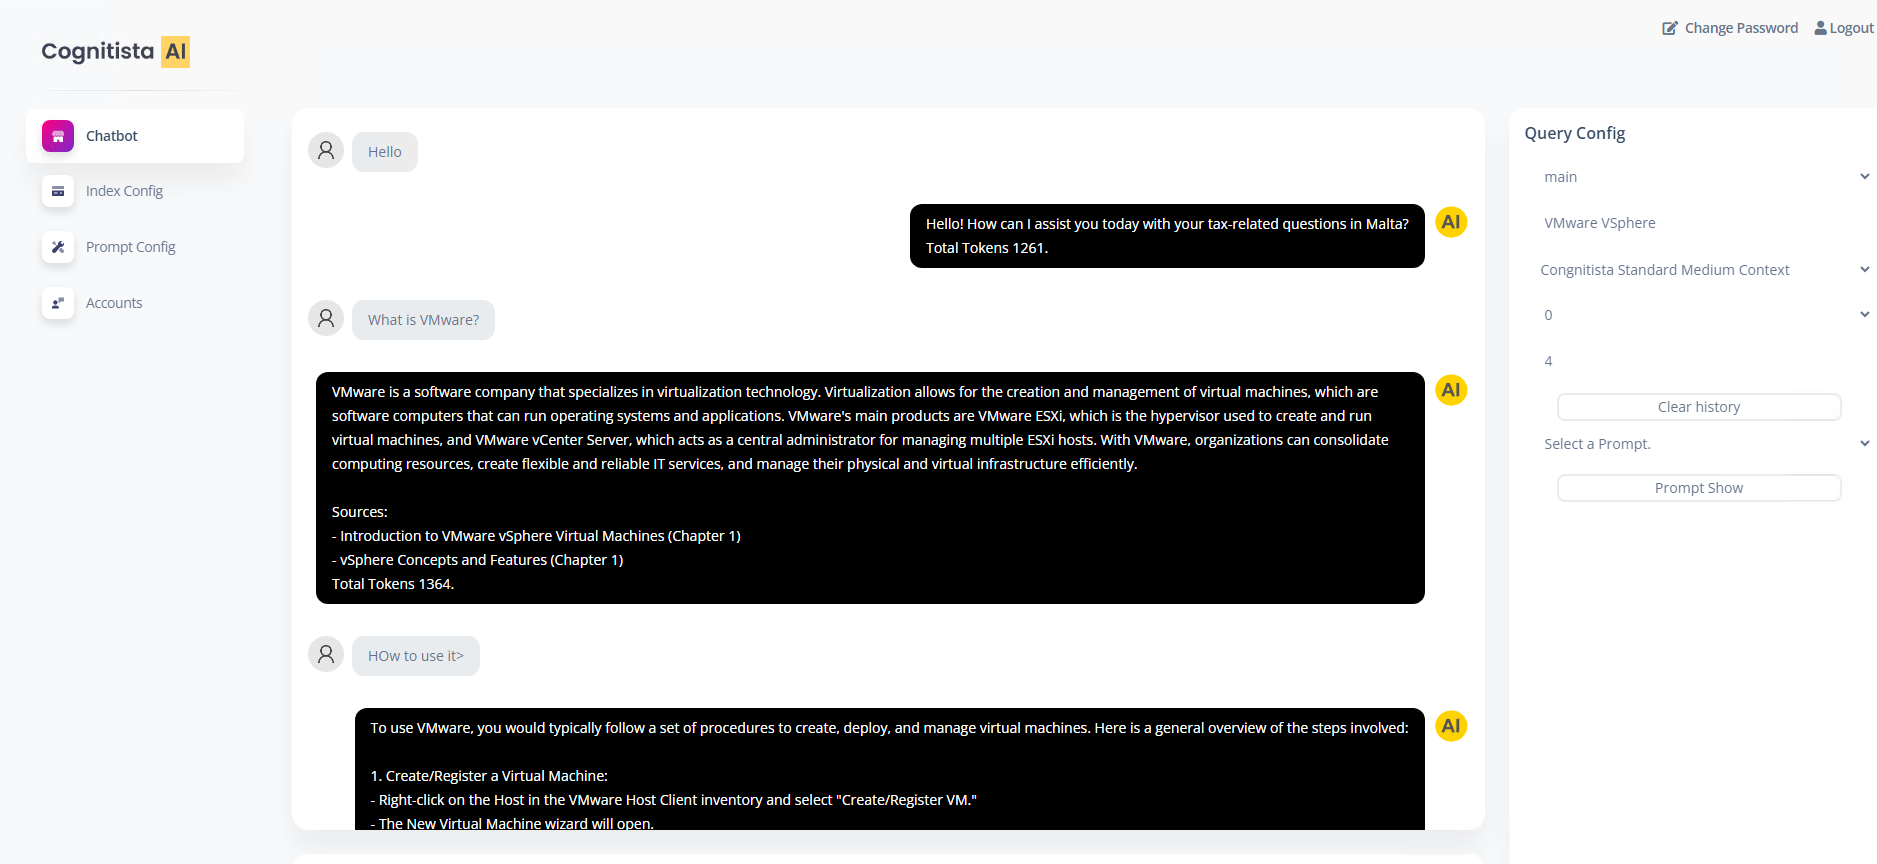 Cognitista AI
Change Password
Logout
Chatbot
Index Config
Prompt Config
Accounts
Hello
Hello! How can I assist you today with your tax-related questions in Malta?
Total Tokens 1261.
AI
What is VMware?
VMware is a software company that specializes in virtualization technology. Virtualization allows for the creation and management of virtual machines, which are
software computers that can run operating systems and applications. VMware's main products are VMware ESXi, which is the hypervisor used to create and run
virtual machines, and VMware vCenter Server, which acts as a central administrator for managing multiple ESXi hosts. With VMware, organizations can consolidate
computing resources, create flexible and reliable IT services, and manage their physical and virtual infrastructure efficiently.
Sources:
- Introduction to VMware vSphere Virtual Machines (Chapter 1)
- vSphere Concepts and Features (Chapter 1)
Total Tokens 1364.
AI
HOw to use it>
To use VMware, you would typically follow a set of procedures to create, deploy, and manage virtual machines. Here is a general overview of the steps involved:
1. Create/Register a Virtual Machine:
- Right-click on the Host in the VMware Host Client inventory and select "Create/Register VM."
- The New Virtual Machine wizard will open.
AI
Query Config
main
VMware VSphere
Congnitista Standard Medium Context
0
4
Clear history
Select a Prompt.
Prompt Show